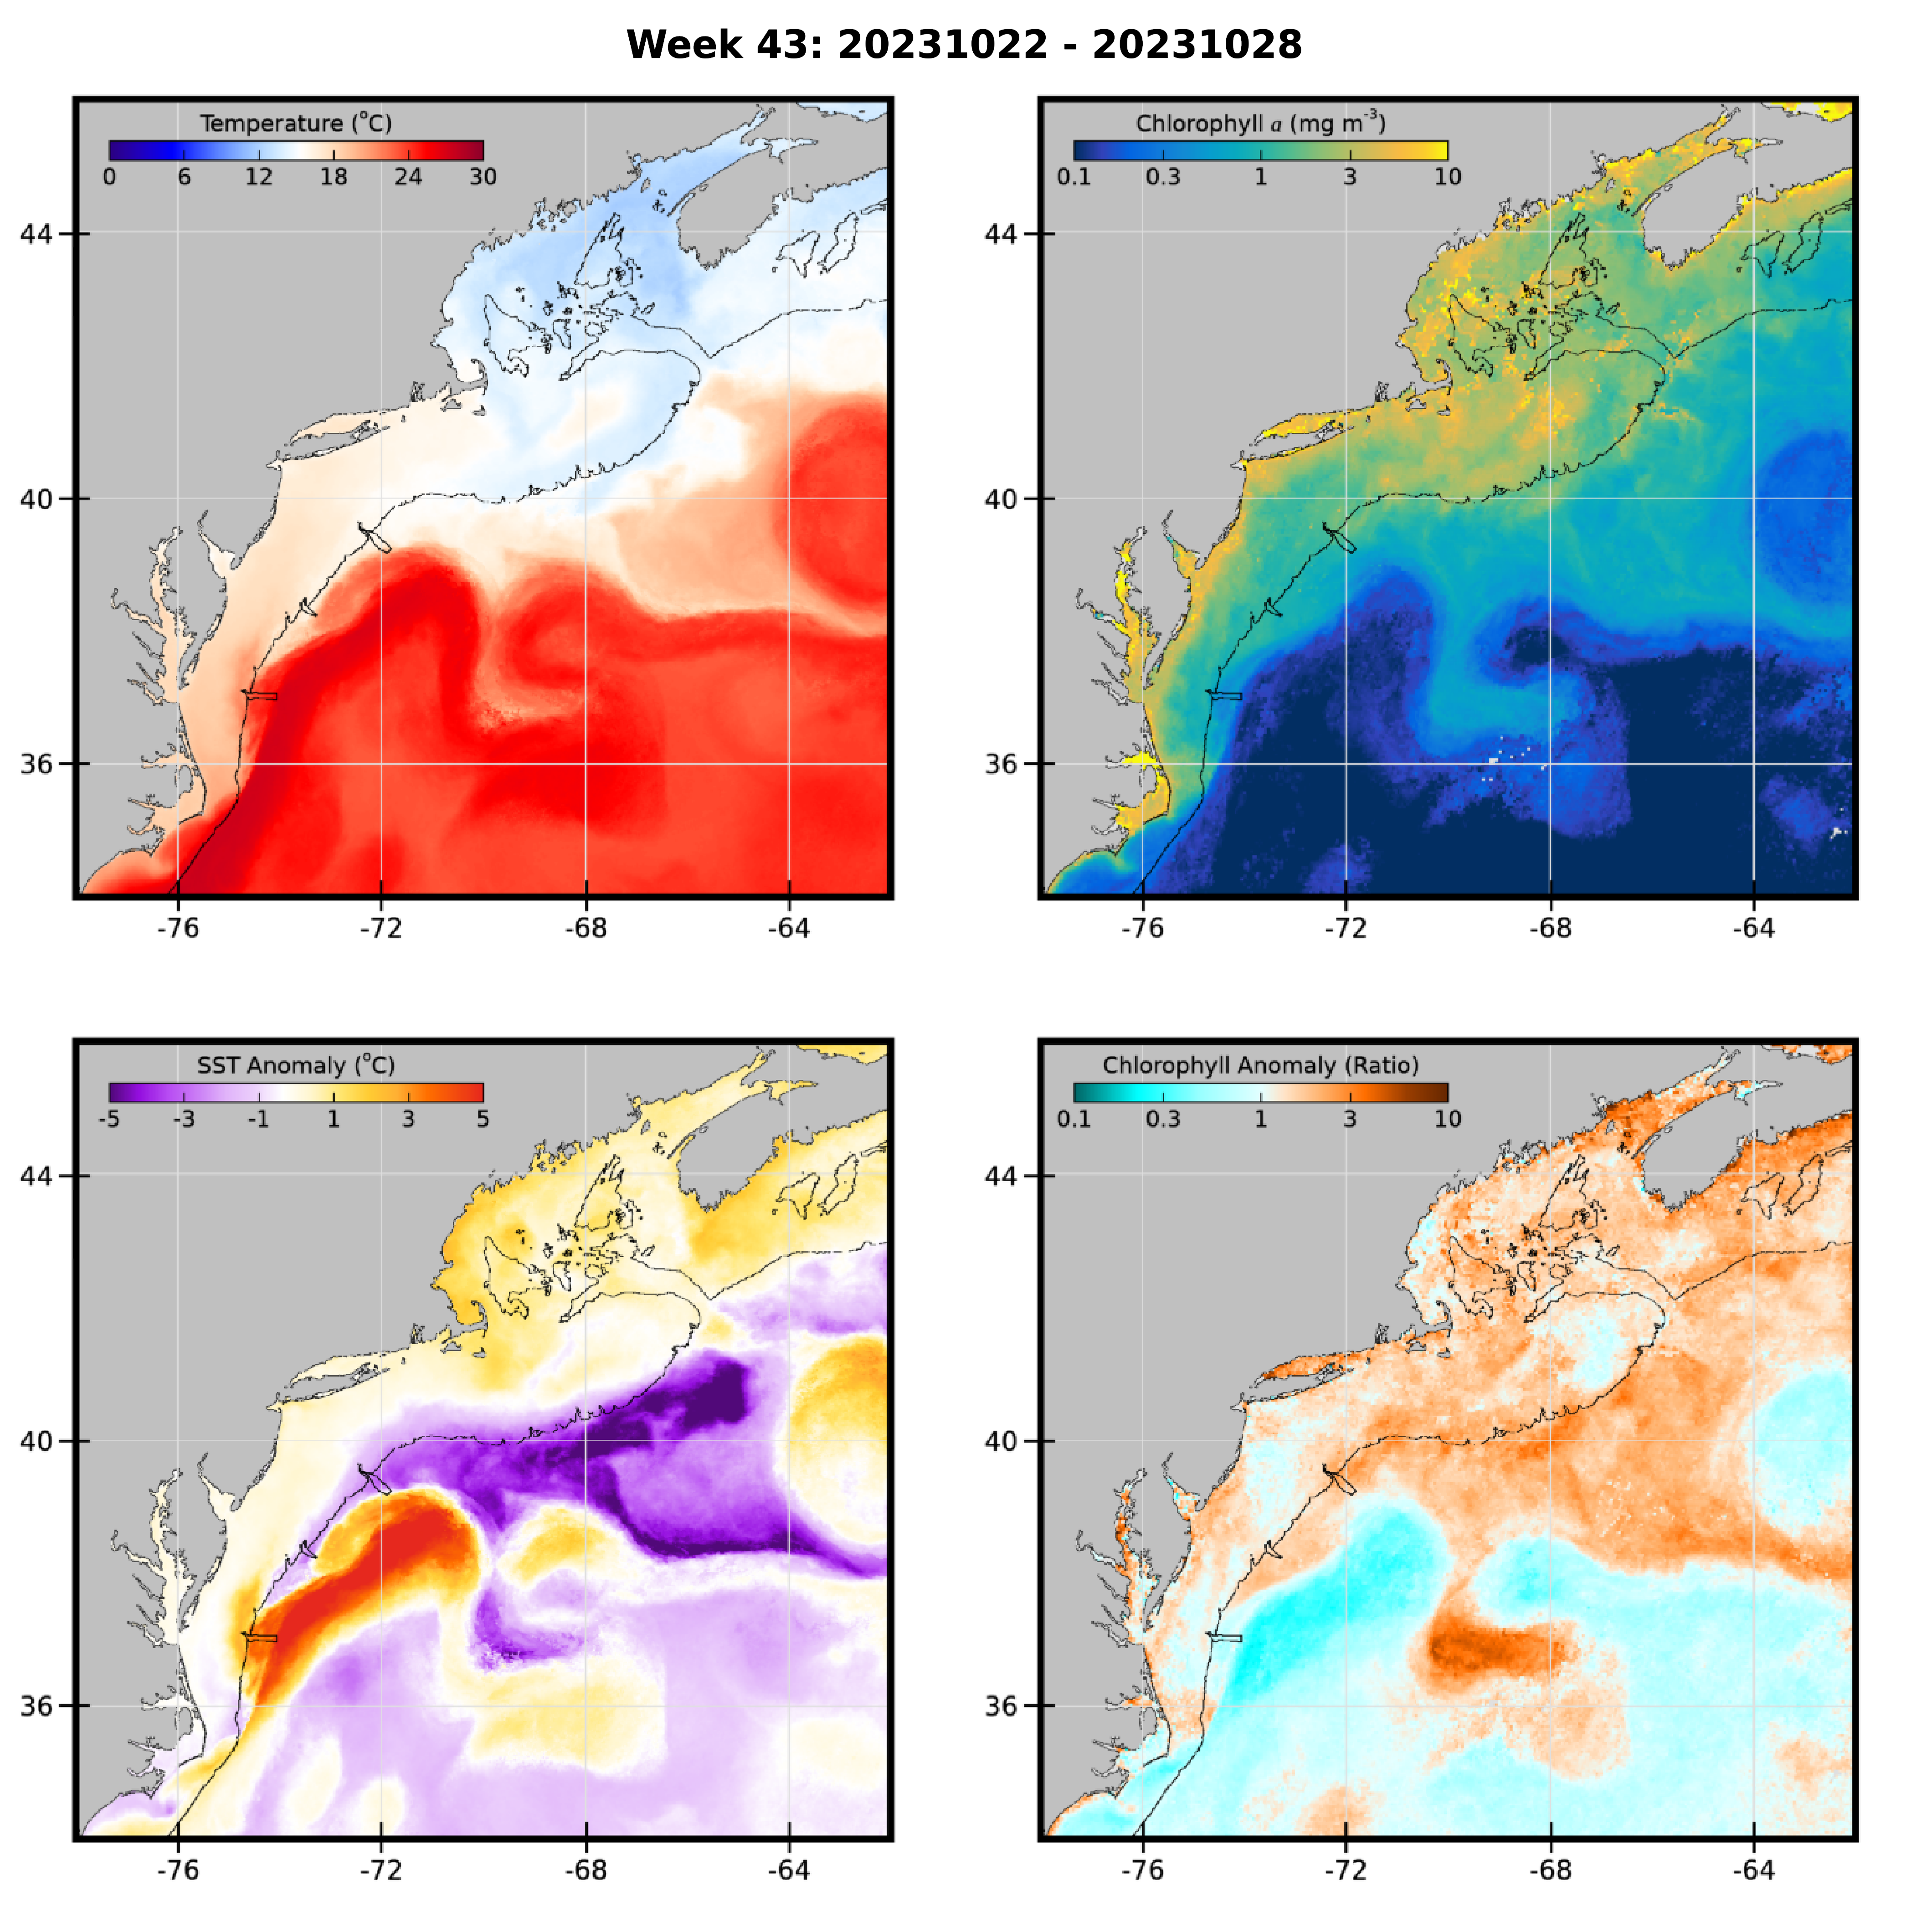 Week 43: 20231022 - 20231028
Temperature (°C)
0 6 12 18 24 30
44
40
36
-76 -72 -68 -64
Chlorophyll a (mg m⁻³)
0.1 0.3 1 3 10
44
40
36
-76 -72 -68 -64
SST Anomaly (°C)
-5 -3 -1 1 3 5
44
40
36
-76 -72 -68 -64
Chlorophyll Anomaly (Ratio)
0.1 0.3 1 3 10
44
40
36
-76 -72 -68 -64